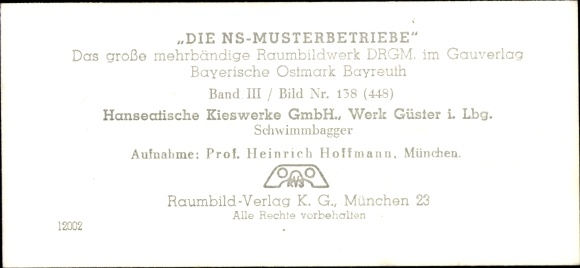 „DIE NS-MUSTERBETRIEBE"
Das große mehrbändige Raumbildwerk DRGM. im Gauverlag
Bayerische Ostmark Bayreuth
Band III / Bild Nr. 138 (448)
Hanseatische Kieswerke GmbH., Werk Güster i. Lbg.
Schwimmbagger
Aufnahme: Prof. Heinrich Hoffmann, München.
RVS
Raumbild-Verlag K. G., München 23
Alle Rechte vorbehalten
12002